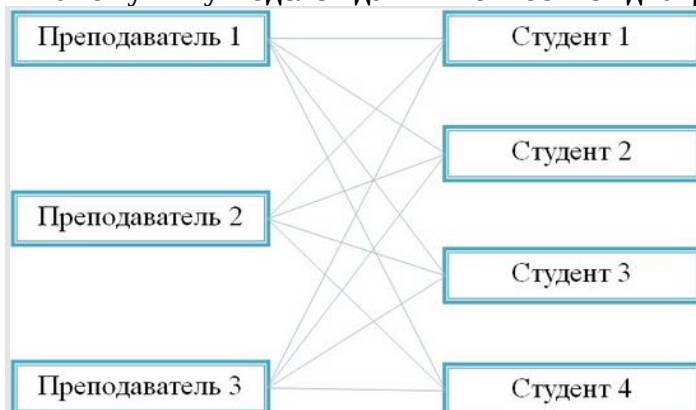 Преподаватель 1
Студент 1
Студент 2
Преподаватель 2
Студент 3
Преподаватель 3
Студент 4